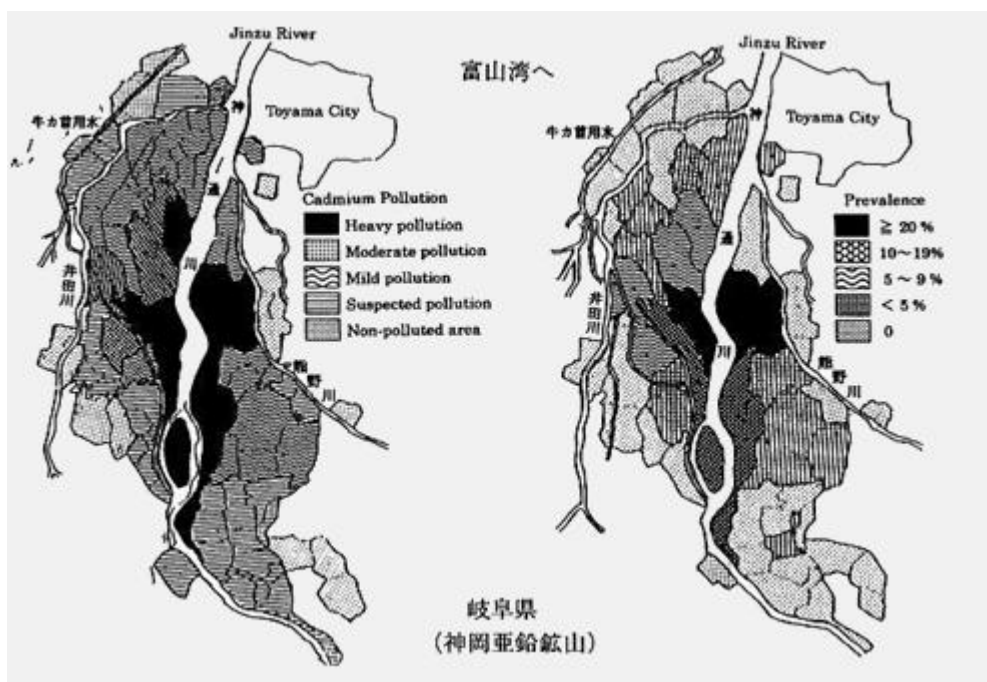 Jinzu River
富山湾へ
牛力首用水
神
Toyama City
通
川
井田川
熊野川
Cadmium Pollution
Heavy pollution
Moderate pollution
Mild pollution
Suspected pollution
Non-polluted area
Jinzu River
牛力首用水
神
Toyama City
通
川
井田川
熊野川
Prevalence
≧ 20 %
10〜19%
5〜9%
< 5 %
0
岐阜県
(神岡亜鉛鉱山)